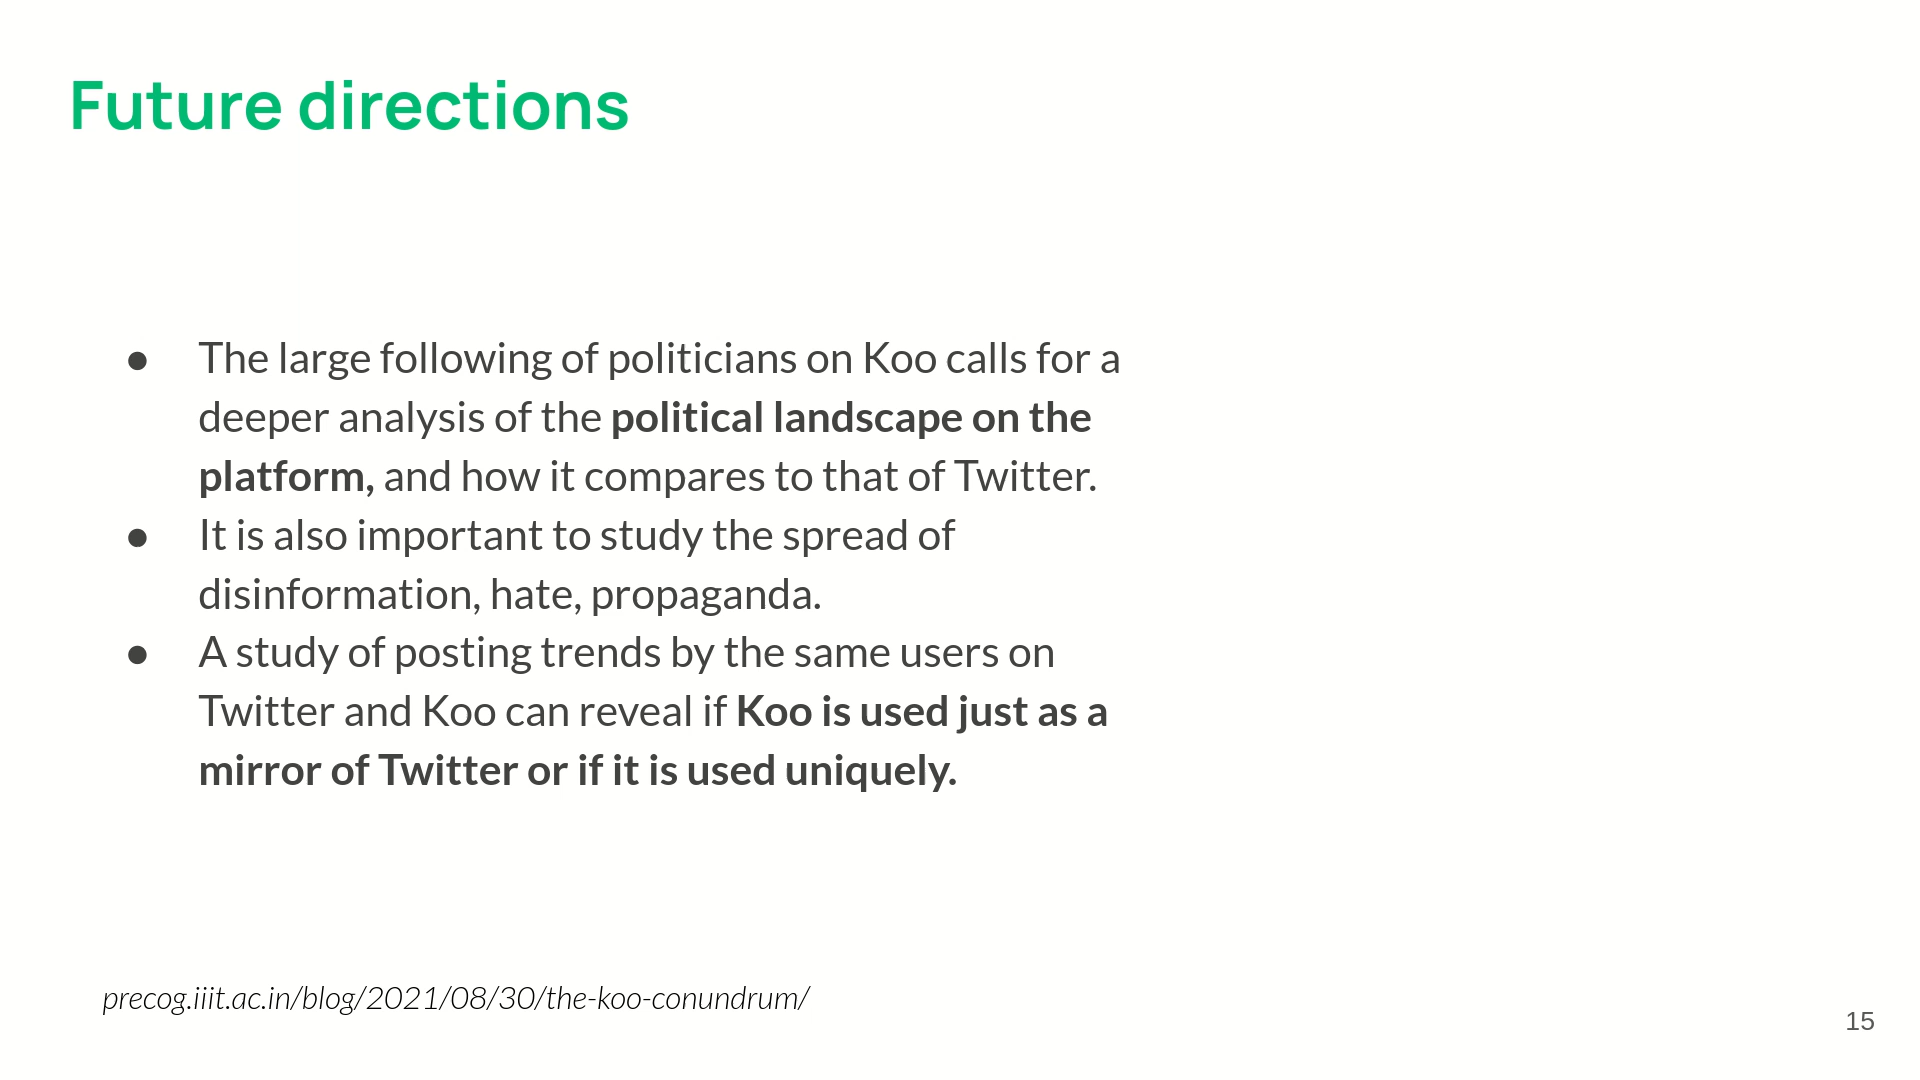 Future directions
● The large following of politicians on Koo calls for a
deeper analysis of the political landscape on the
platform, and how it compares to that of Twitter.
● It is also important to study the spread of
disinformation, hate, propaganda.
● A study of posting trends by the same users on
Twitter and Koo can reveal if Koo is used just as a
mirror of Twitter or if it is used uniquely.
precog.iiit.ac.in/blog/2021/08/30/the-koo-conundrum/
15